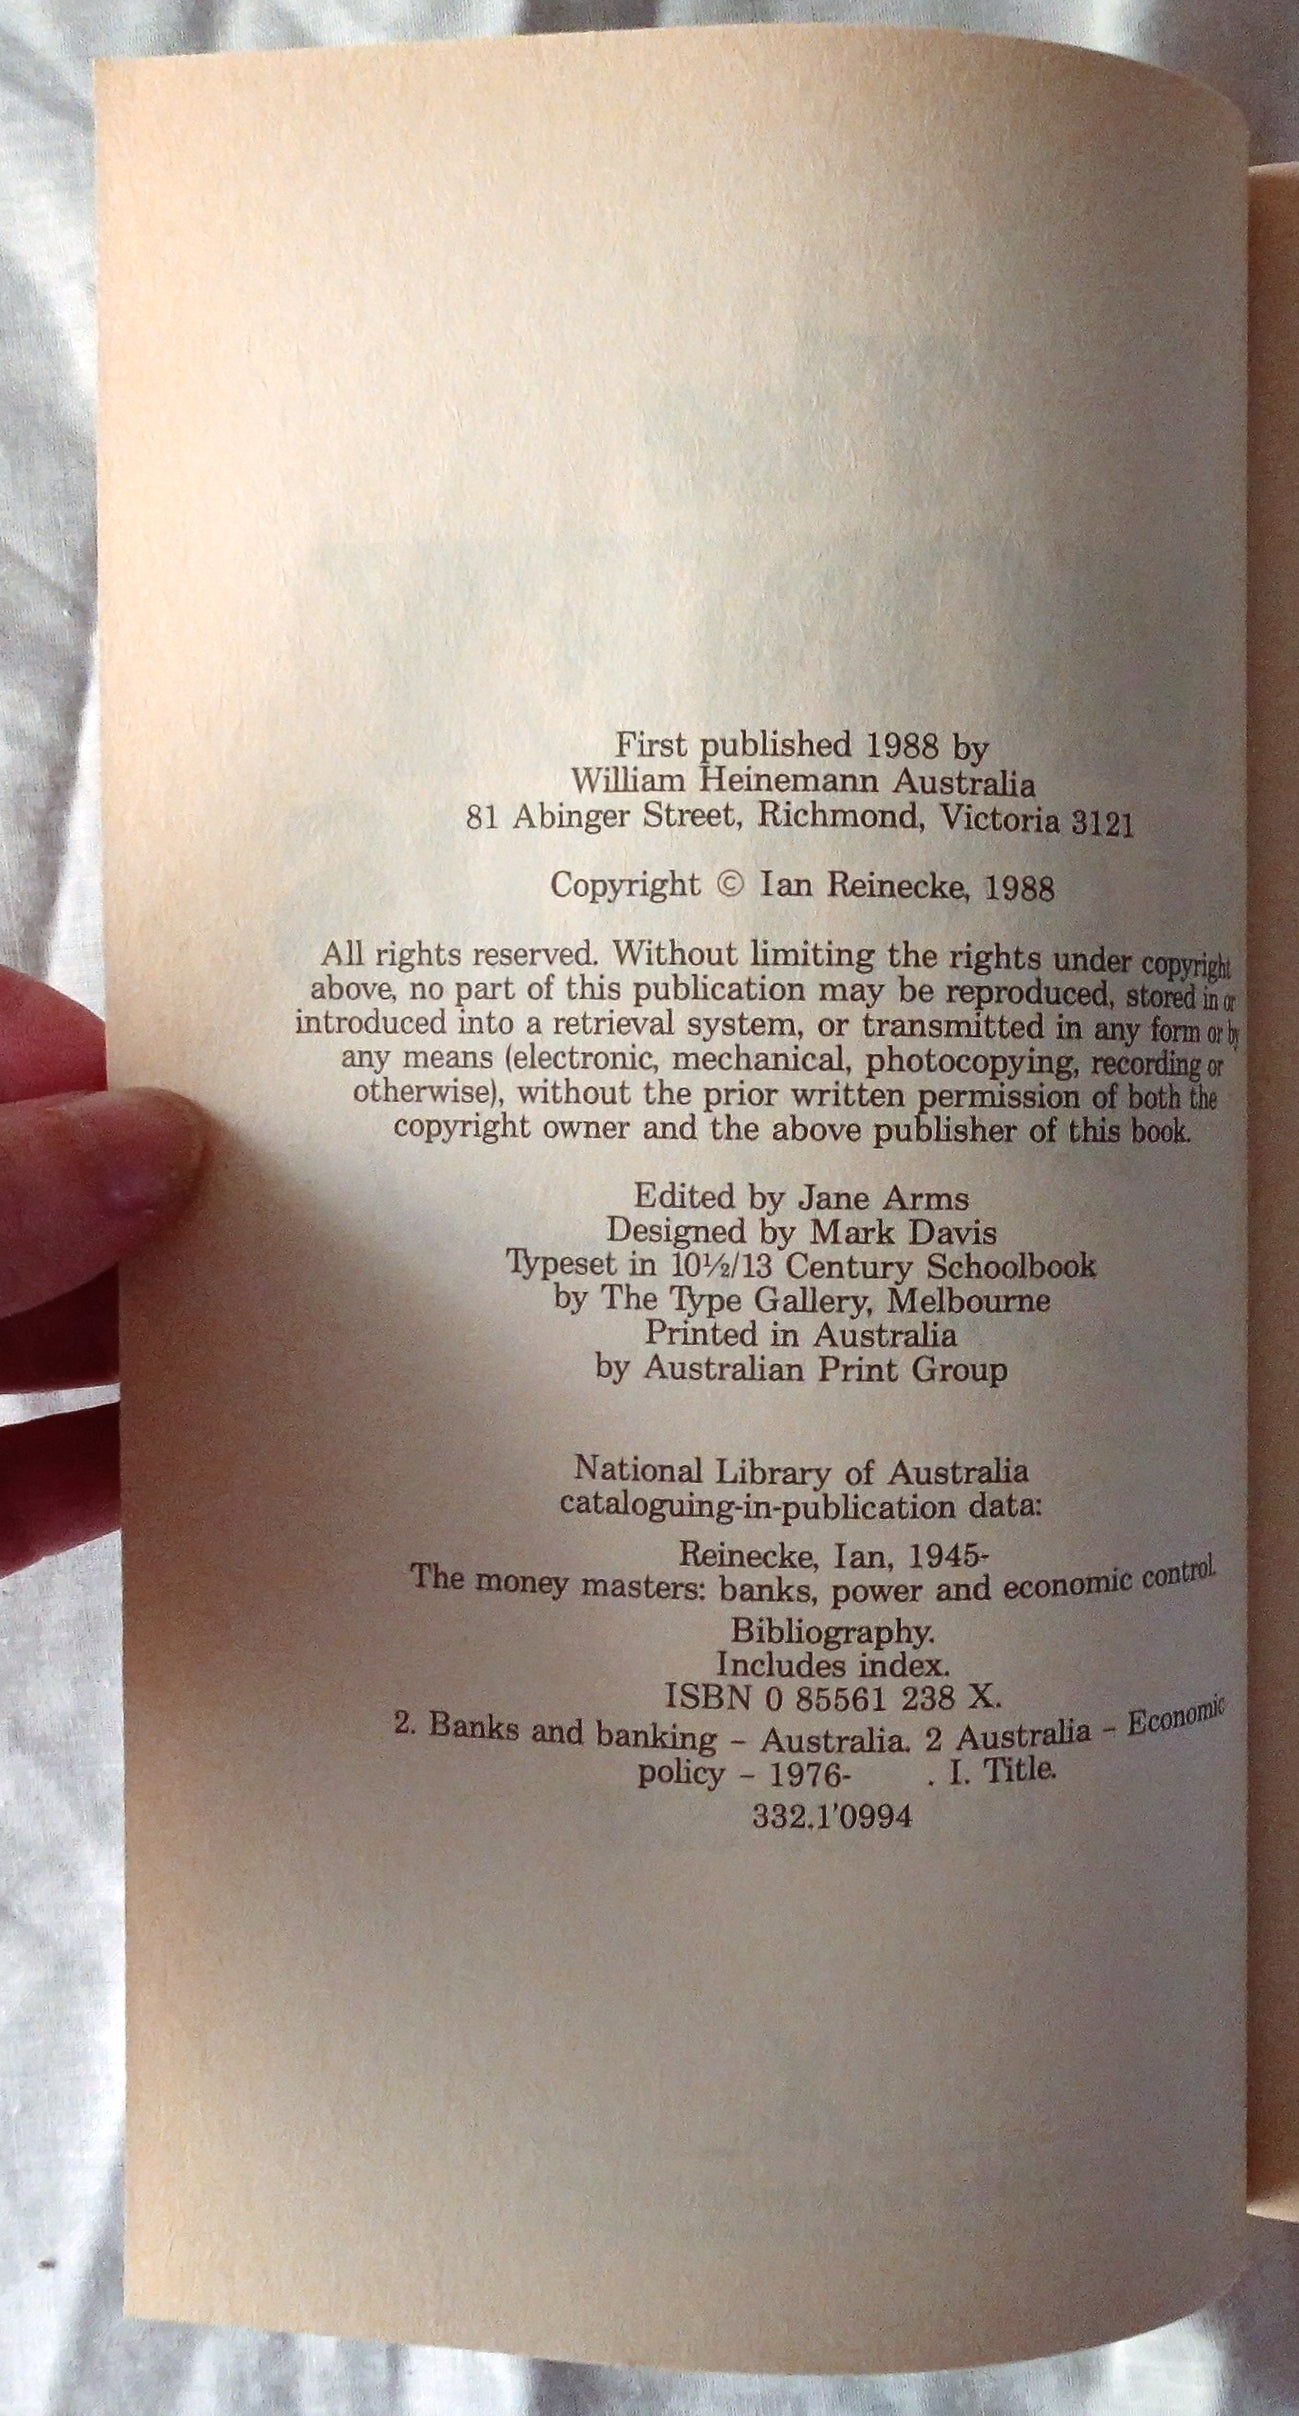 First published 1988 by
William Heinemann Australia
81 Abinger Street, Richmond, Victoria 3121
Copyright © Ian Reinecke, 1988
All rights reserved. Without limiting the rights under copyright
above, no part of this publication may be reproduced, stored in or
introduced into a retrieval system, or transmitted in any form or by
any means (electronic, mechanical, photocopying, recording or
otherwise), without the prior written permission of both the
copyright owner and the above publisher of this book.
Edited by Jane Arms
Designed by Mark Davis
Typeset in 10½/13 Century Schoolbook
by The Type Gallery, Melbourne
Printed in Australia
by Australian Print Group
National Library of Australia
cataloguing-in-publication data:
Reinecke, Ian, 1945-
The money masters: banks, power and economic control.
Bibliography.
Includes index.
ISBN 0 85561 238 X.
2. Banks and banking – Australia. 2 Australia – Economic
policy – 1976- . I. Title.
332.1'0994